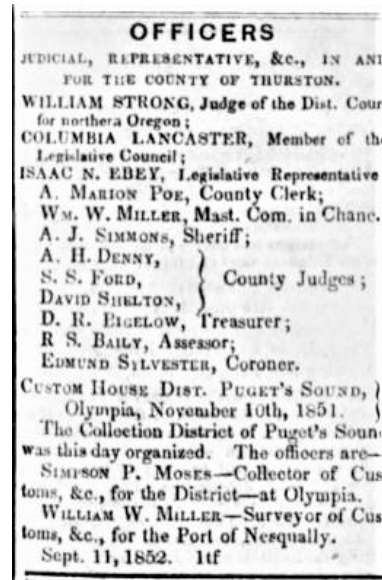 OFFICERS
JUDICIAL, REPRESENTATIVE, &c., IN AND
FOR THE COUNTY OF THURSTON.
WILLIAM STRONG, Judge of the Dist. Cour
for northera Oregon;
COLUMBIA LANCASTER, Member of the
Legislative Council;
ISAAC N. EBEY, Legislative Representative
A. MARION POE, County Clerk;
WM. W. MILLER, Mast. Com. in Chanc.
A. J. SIMMONS, Sheriff;
A. H. DENNY,
S. S. FORD, } County Judges;
DAVID SHELTON,
D. R. BIGELOW, Treasurer;
R S. BAILY, Assessor;
EDMUND SYLVESTER, Coroner.
CUSTOM HOUSE DIST. PUGET'S SOUND, }
Olympia, November 10th, 1851.
The Collection District of Puget's Soun
was this day organized. The officers are—
SIMPSON P. MOSES—Collector of Cus
toms, &c., for the District—at Olympia.
WILLIAM W. MILLER—Surveyor of Cus
toms, &c., for the Port of Nesqually.
Sept. 11, 1852. 1tf